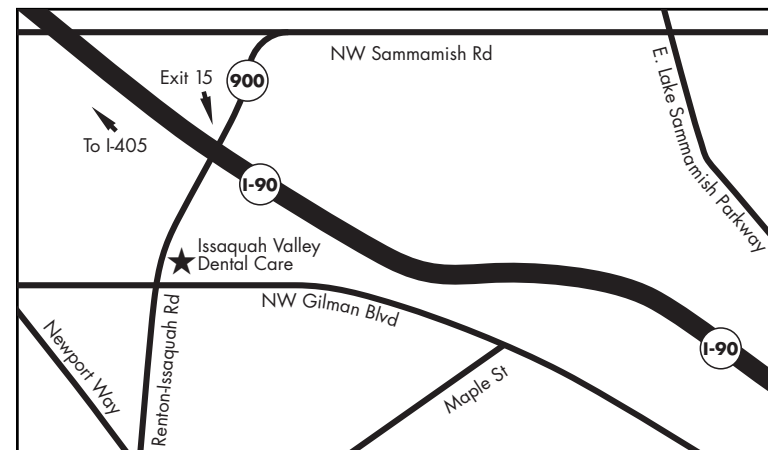 NW Sammamish Rd
E. Lake Sammamish Parkway
Exit 15
900
To I-405
I-90
Issaquah Valley
Dental Care
NW Gilman Blvd
Newport Way
Renton-Issaquah Rd
Maple St
I-90